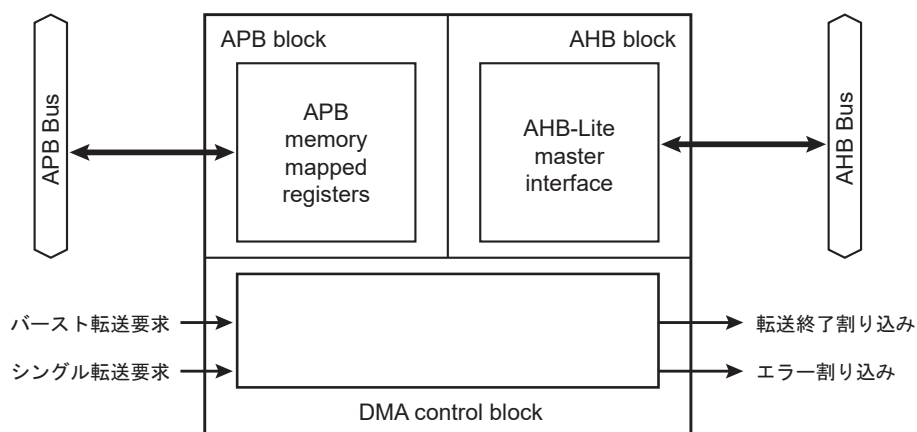 APB Bus
APB block
APB
memory
mapped
registers
AHB block
AHB-Lite
master
interface
AHB Bus
バースト転送要求
シングル転送要求
転送終了割り込み
エラー割り込み
DMA control block